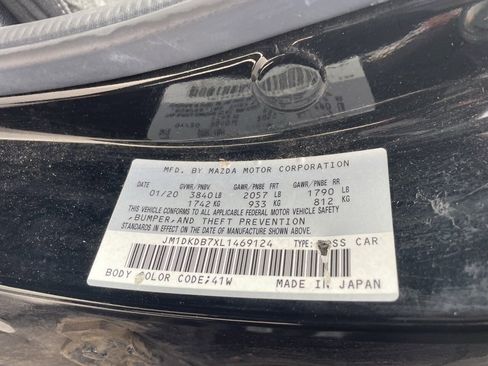 MFD. BY MAZDA MOTOR CORPORATION
GVWR/PNBV GAWR/PNBE FRT GAWR/PNBE RR
01/20 3840 LB 2057 LB 1790 LB
1742 KG 933 KG 812 KG
THIS VEHICLE CONFORMS TO ALL APPLICABLE FEDERAL MOTOR VEHICLE SAFETY
,BUMPER,AND THEFT PREVENTION
STANDARDS IN EFFECT ON THE DATE OF MANUFACTURE SHOWN ABOVE.
JM1DKDB7XL1469124 TYPE: PASS CAR
BODY COLOR CODE:41W MADE IN JAPAN